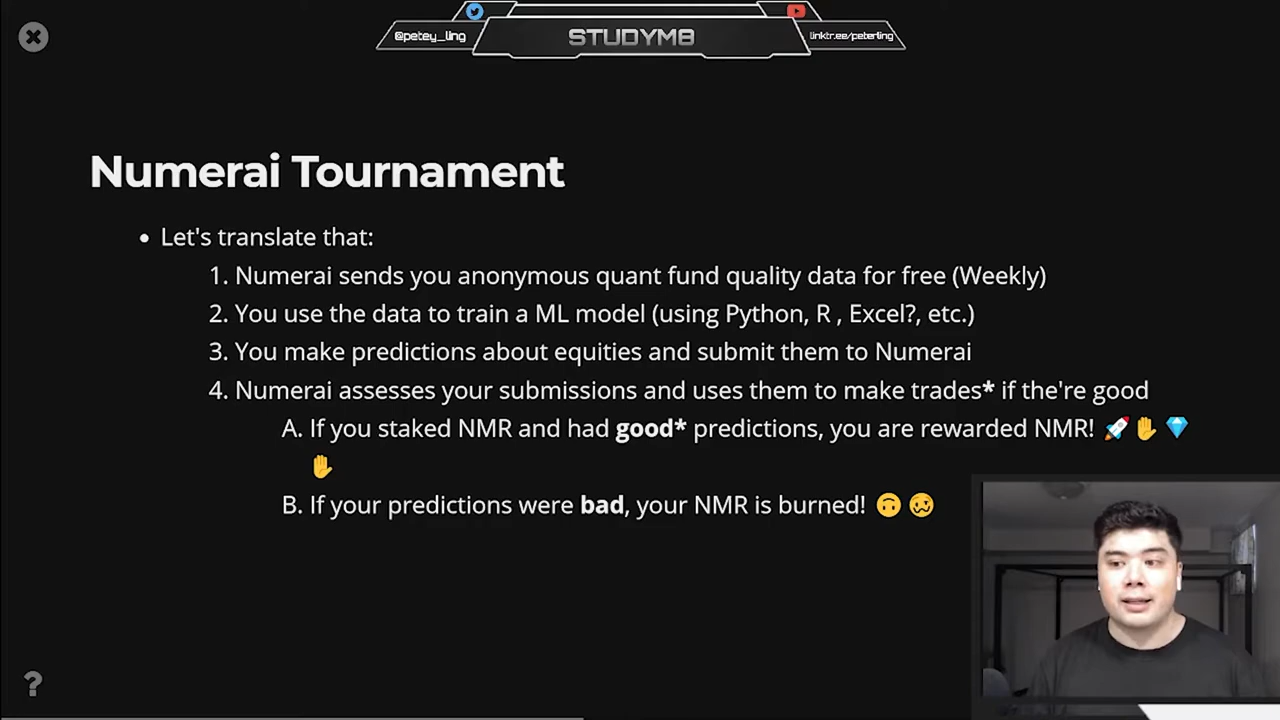 @petey_ling
STUDYM8
linktr.ee/peterling
Numerai Tournament
• Let's translate that:
1. Numerai sends you anonymous quant fund quality data for free (Weekly)
2. You use the data to train a ML model (using Python, R , Excel?, etc.)
3. You make predictions about equities and submit them to Numerai
4. Numerai assesses your submissions and uses them to make trades* if the're good
A. If you staked NMR and had good* predictions, you are rewarded NMR! 🚀✋💎
✋
B. If your predictions were bad, your NMR is burned! 🙃🥴
?